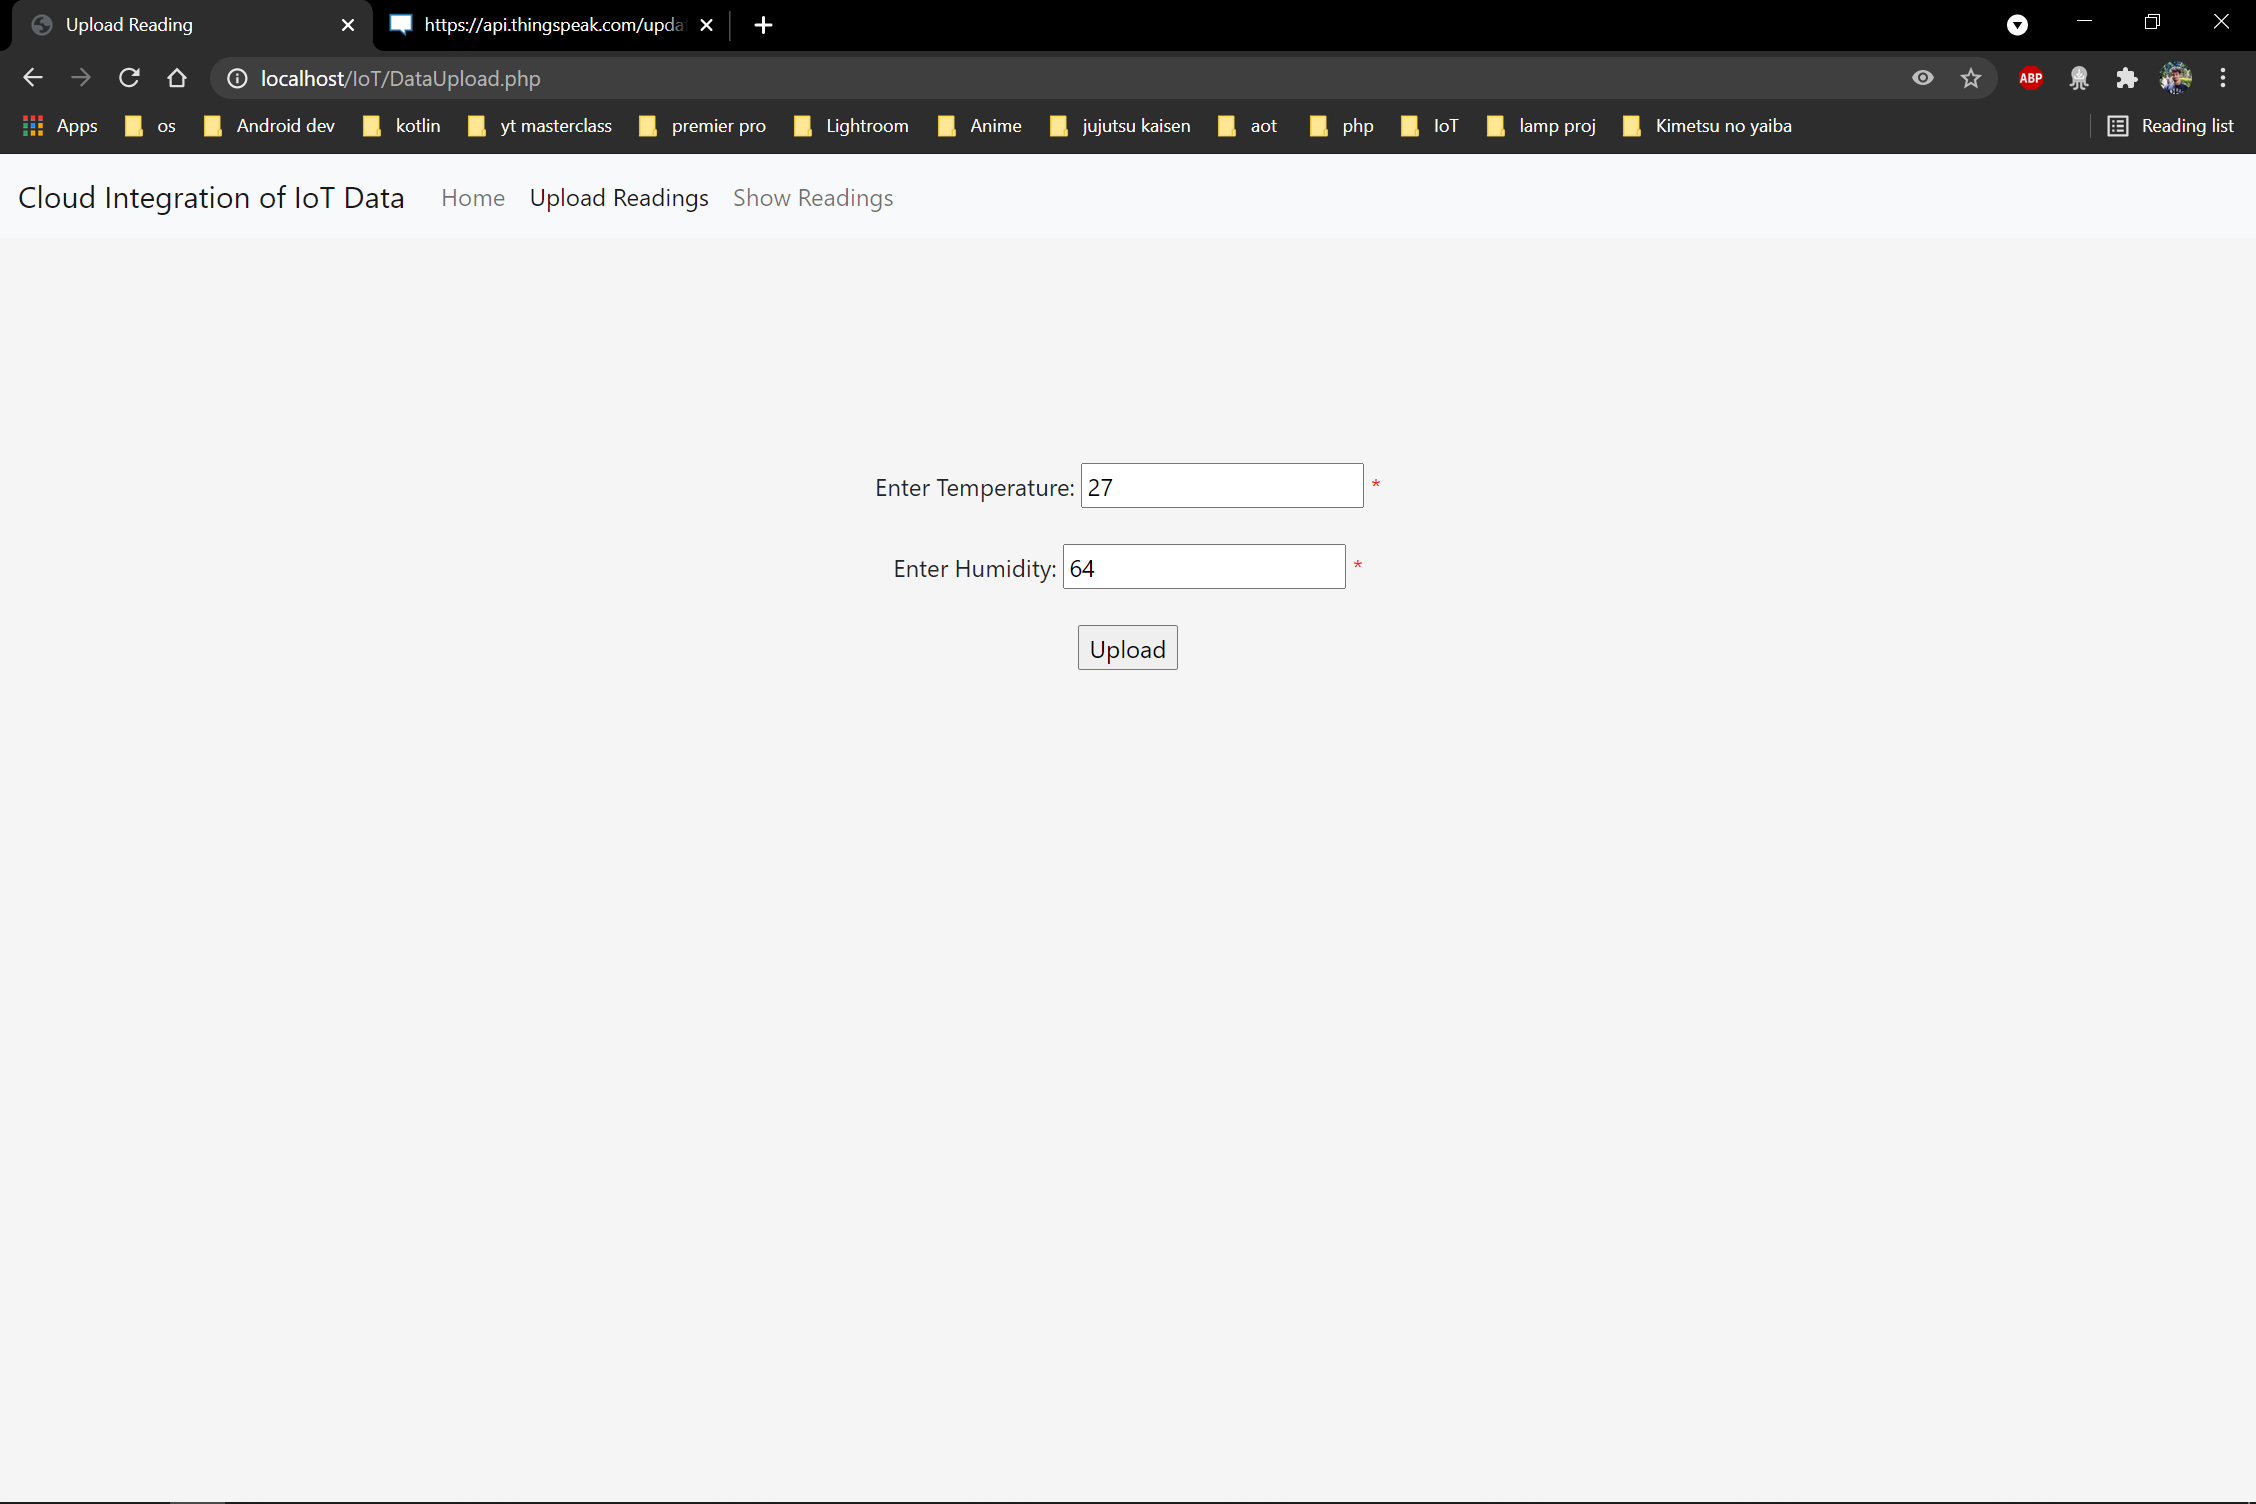 Upload Reading
https://api.thingspeak.com/upda
localhost/IoT/DataUpload.php
ABP
Apps os Android dev kotlin yt masterclass premier pro Lightroom Anime jujutsu kaisen aot php IoT lamp proj Kimetsu no yaiba Reading list
Cloud Integration of IoT Data Home Upload Readings Show Readings
Enter Temperature: 27 *
Enter Humidity: 64 *
Upload